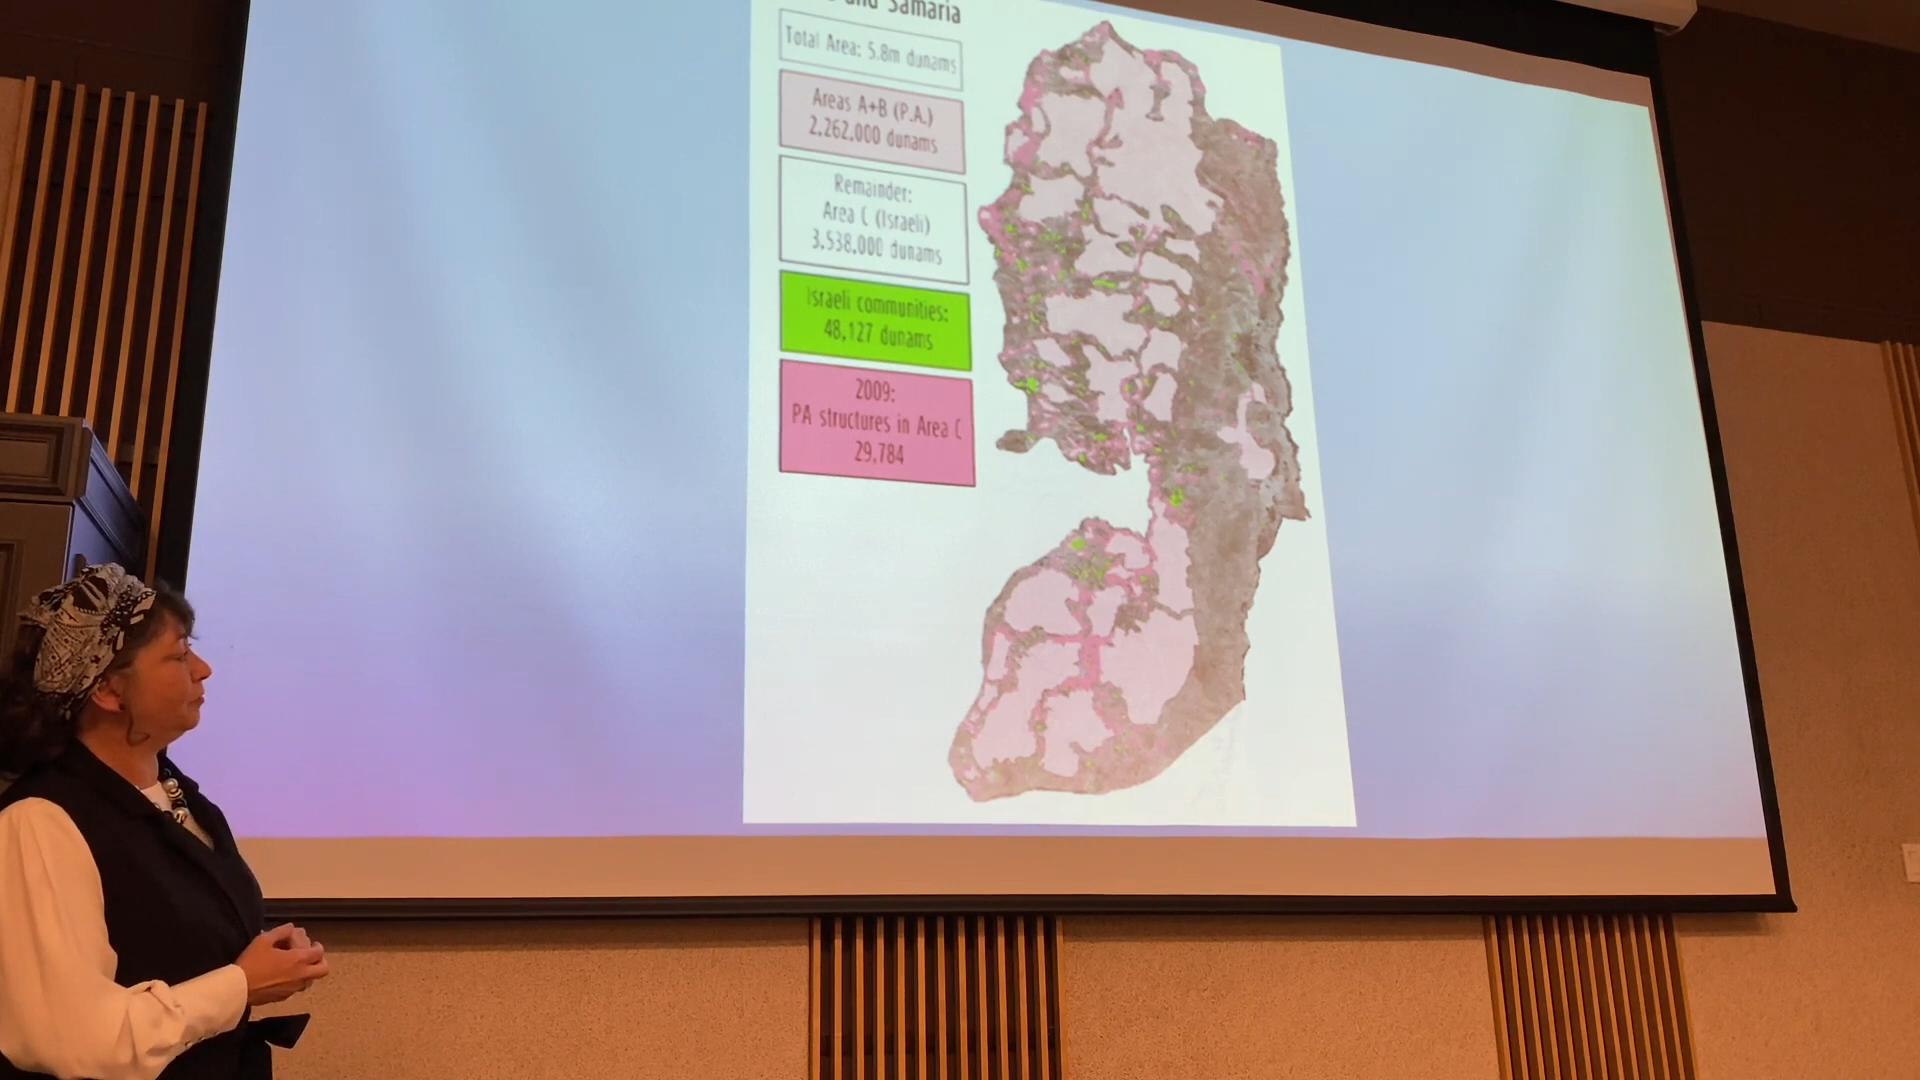 and Samaria
Total Area: 5.8m dunams
Areas A+B (P.A.)
2,262,000 dunams
Remainder:
Area C (Israeli)
3,538,000 dunams
Israeli communities:
48,127 dunams
2009:
PA structures in Area C
29,784